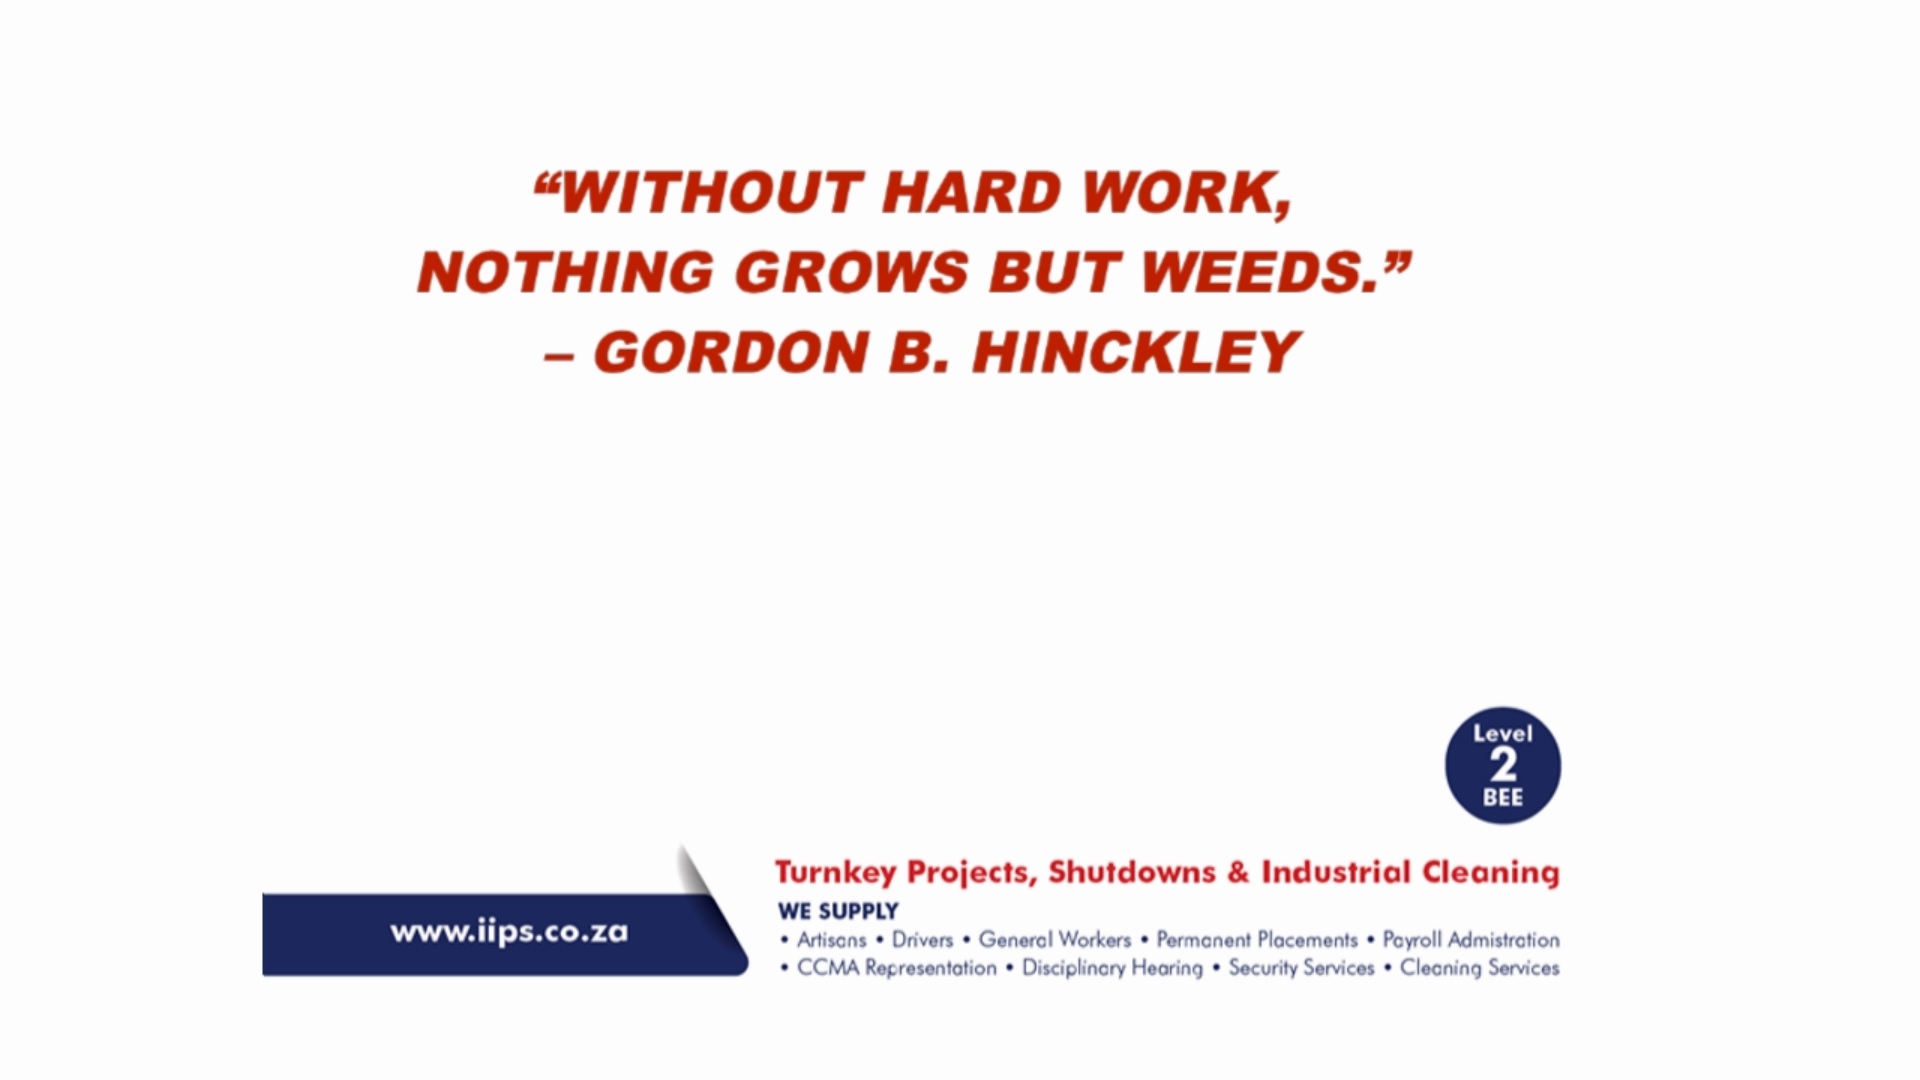 “WITHOUT HARD WORK,
NOTHING GROWS BUT WEEDS.”
– GORDON B. HINCKLEY
Level
2
BEE
Turnkey Projects, Shutdowns & Industrial Cleaning
WE SUPPLY
• Artisans • Drivers • General Workers • Permanent Placements • Payroll Admistration
• CCMA Representation • Disciplinary Hearing • Security Services • Cleaning Services
www.iips.co.za